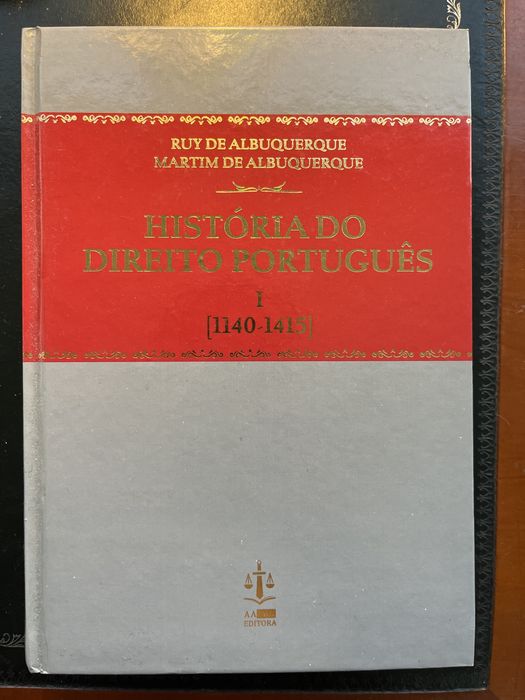 RUY DE ALBUQUERQUE
MARTIM DE ALBUQUERQUE
HISTÓRIA DO
DIREITO PORTUGUÊS
I
[1140-1415]
EDITORA